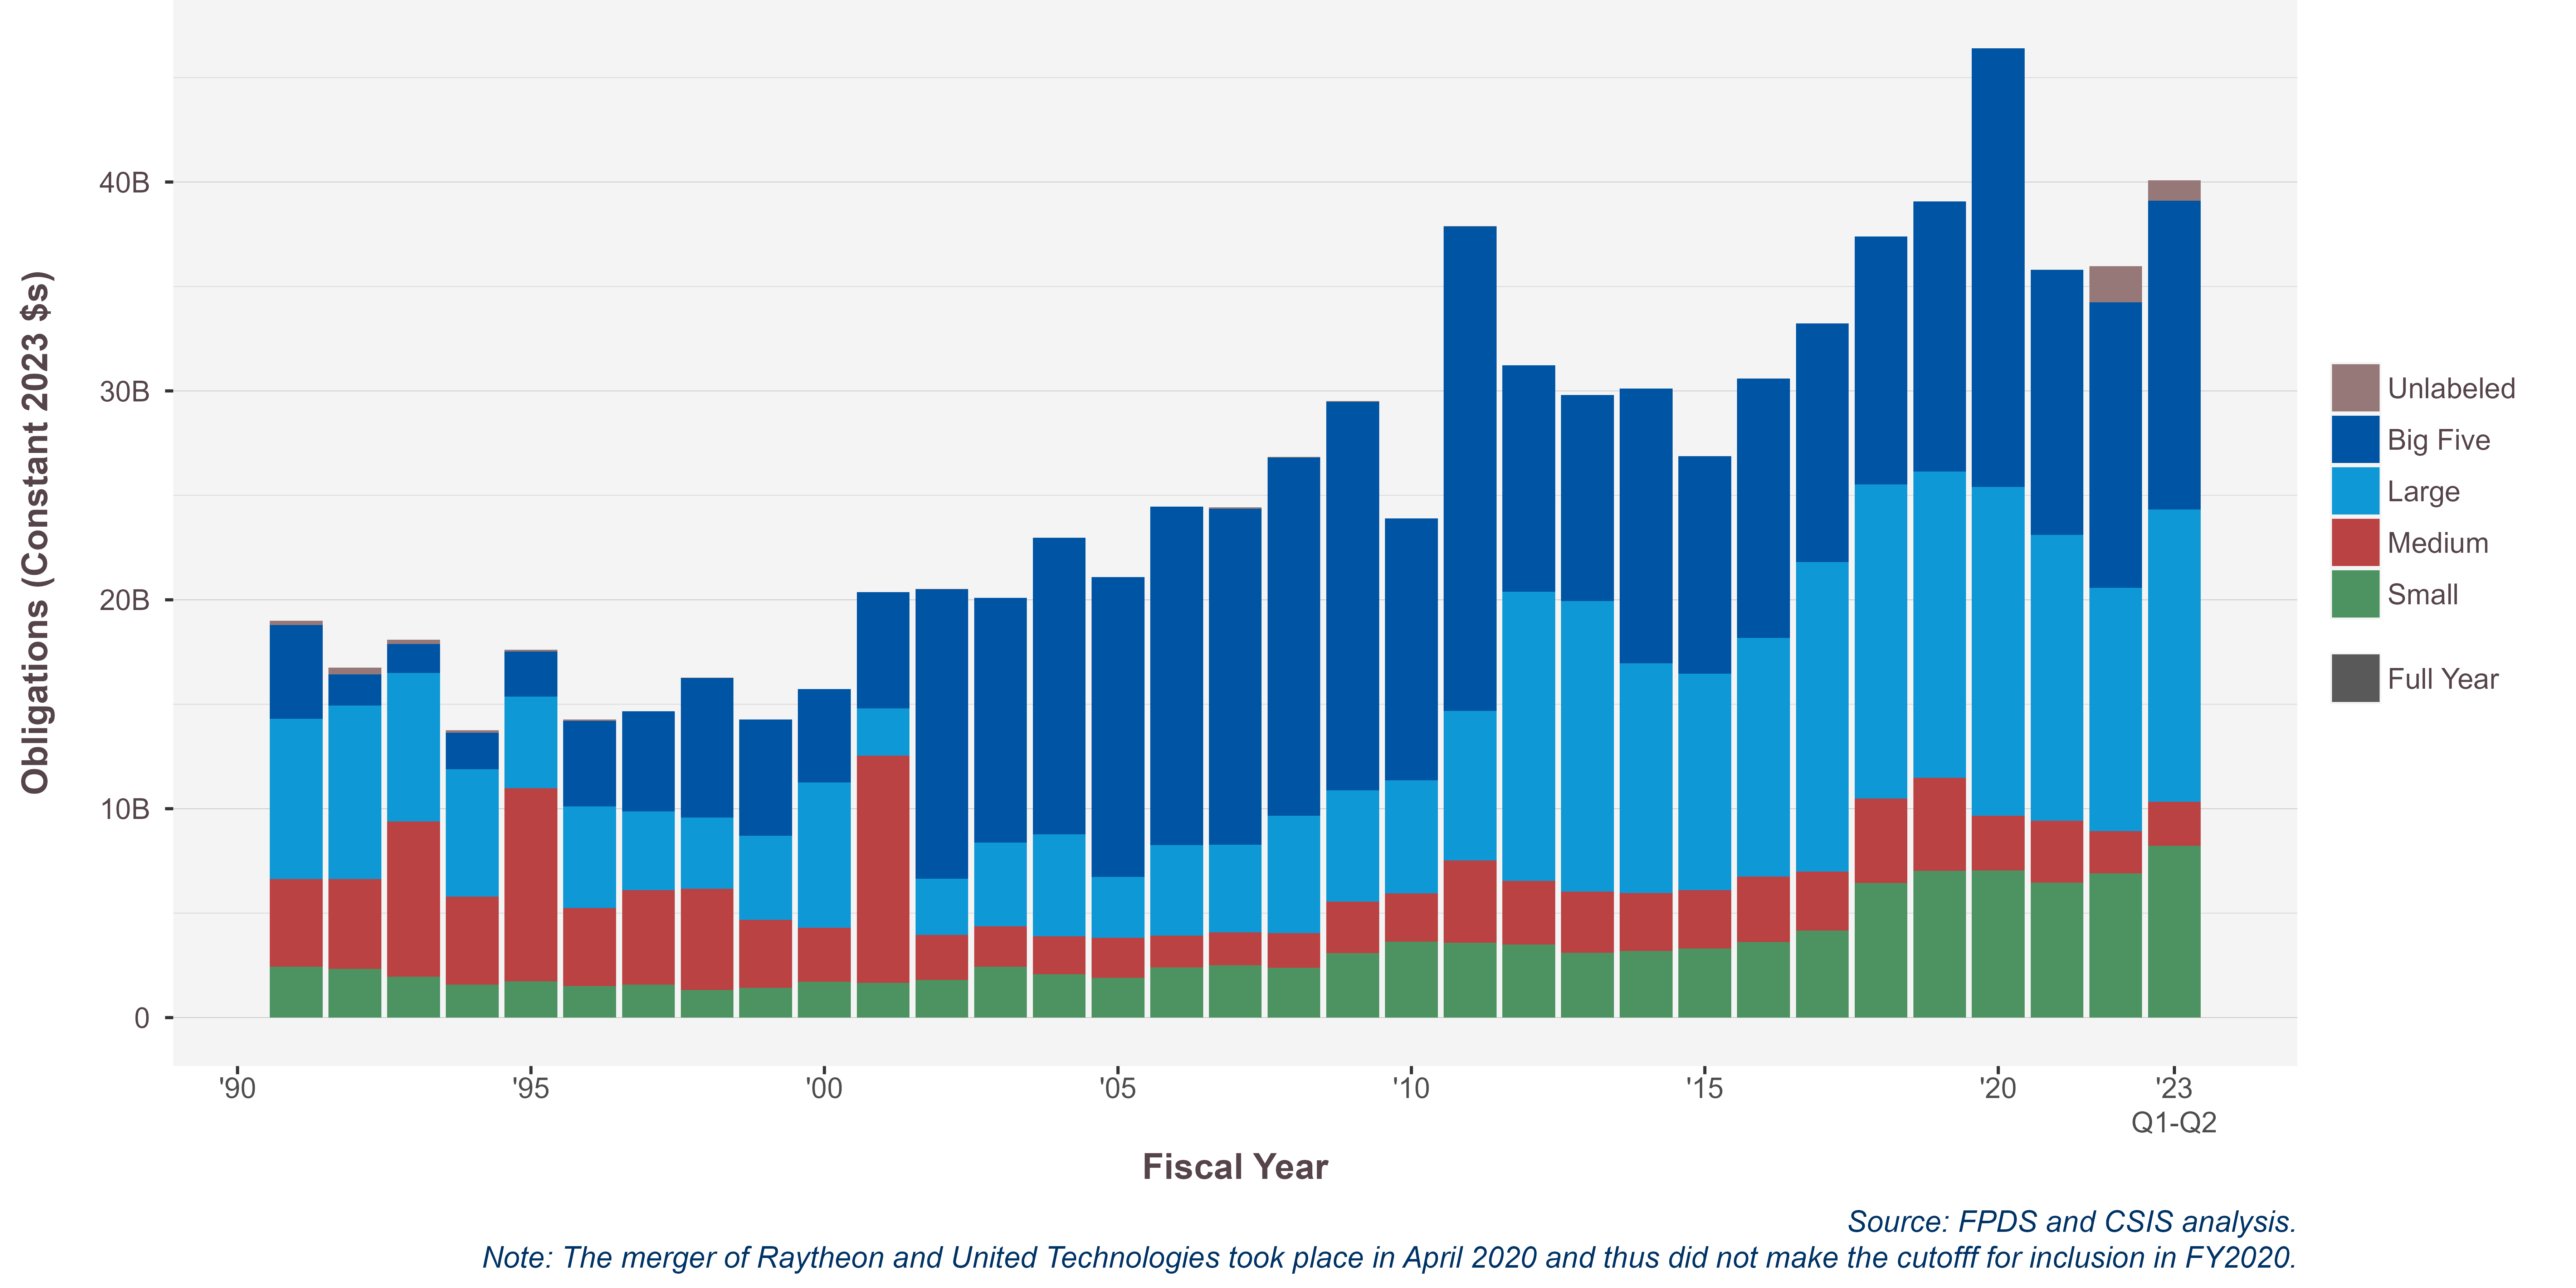 Obligations (Constant 2023 $s)
40B
30B
20B
10B
0
'90
'95
'00
'05
'10
'15
'20
'23
Q1-Q2
Fiscal Year
Unlabeled
Big Five
Large
Medium
Small
Full Year
Source: FPDS and CSIS analysis.
Note: The merger of Raytheon and United Technologies took place in April 2020 and thus did not make the cutofff for inclusion in FY2020.